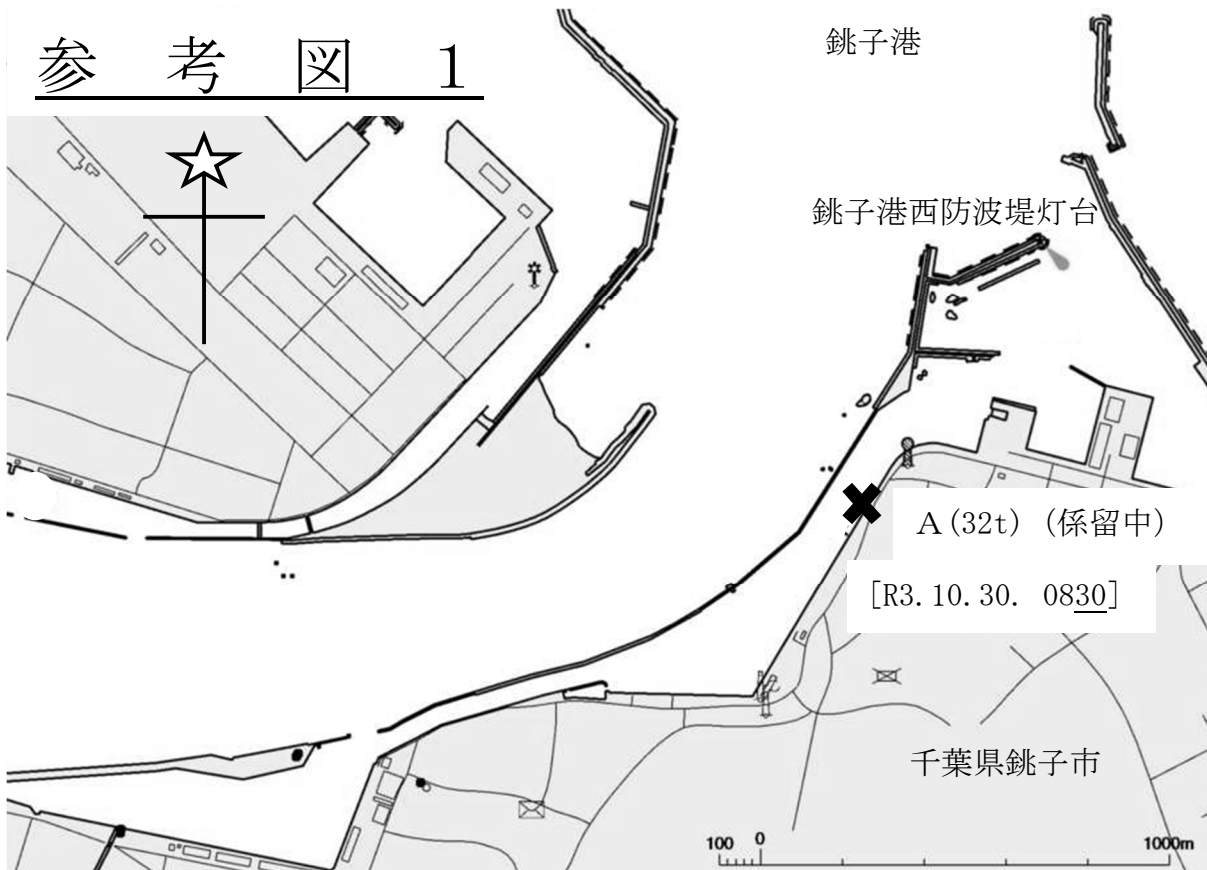 参考図1
銚子港
銚子港西防波堤灯台
A(32t) (係留中)
[R3.10.30. 0830]
千葉県銚子市
100 0 1000m